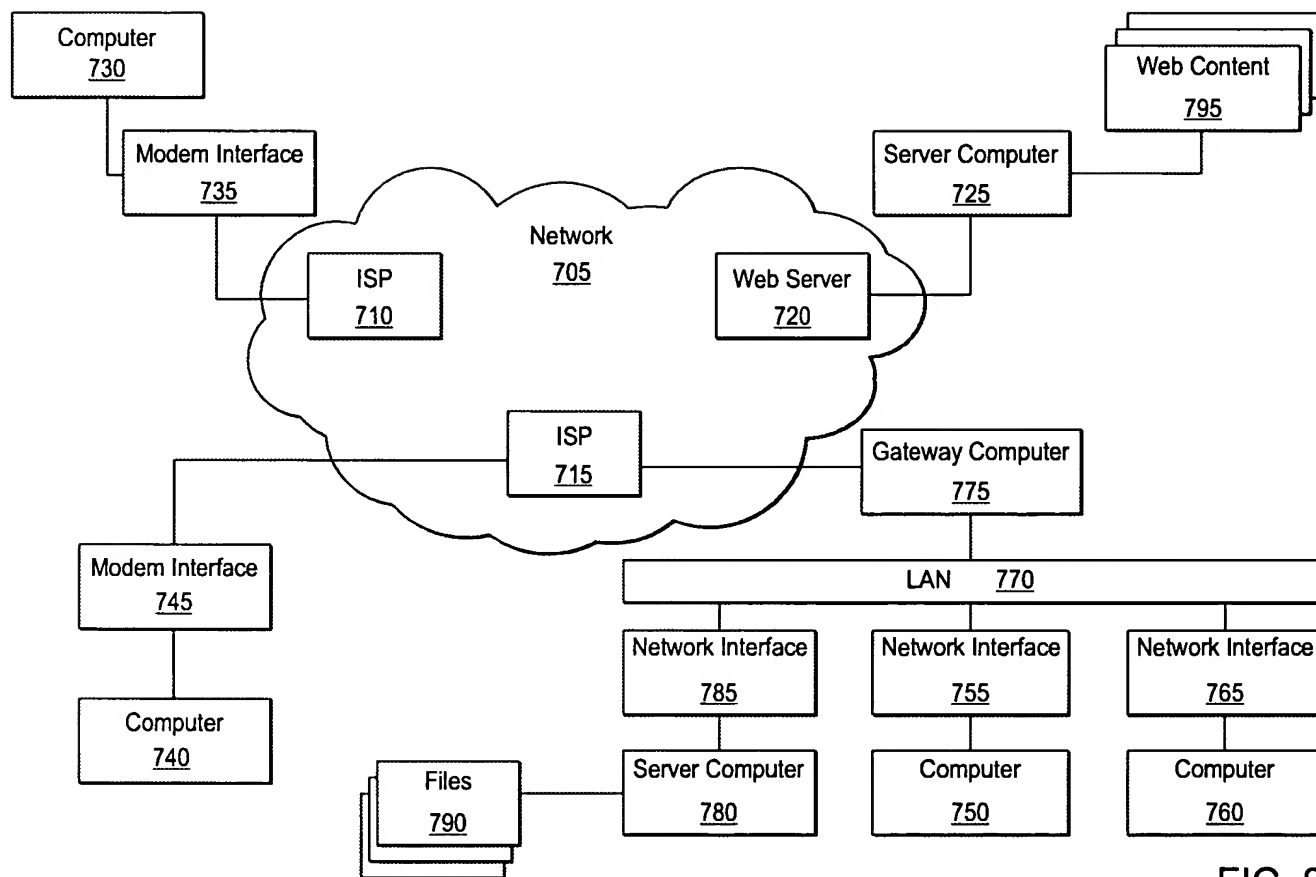 Computer
730
Modem Interface
735
ISP
710
Network
705
Web Server
720
Server Computer
725
Web Content
795
ISP
715
Gateway Computer
775
Modem Interface
745
Computer
740
LAN 770
Network Interface
785
Network Interface
755
Network Interface
765
Files
790
Server Computer
780
Computer
750
Computer
760
FIG.